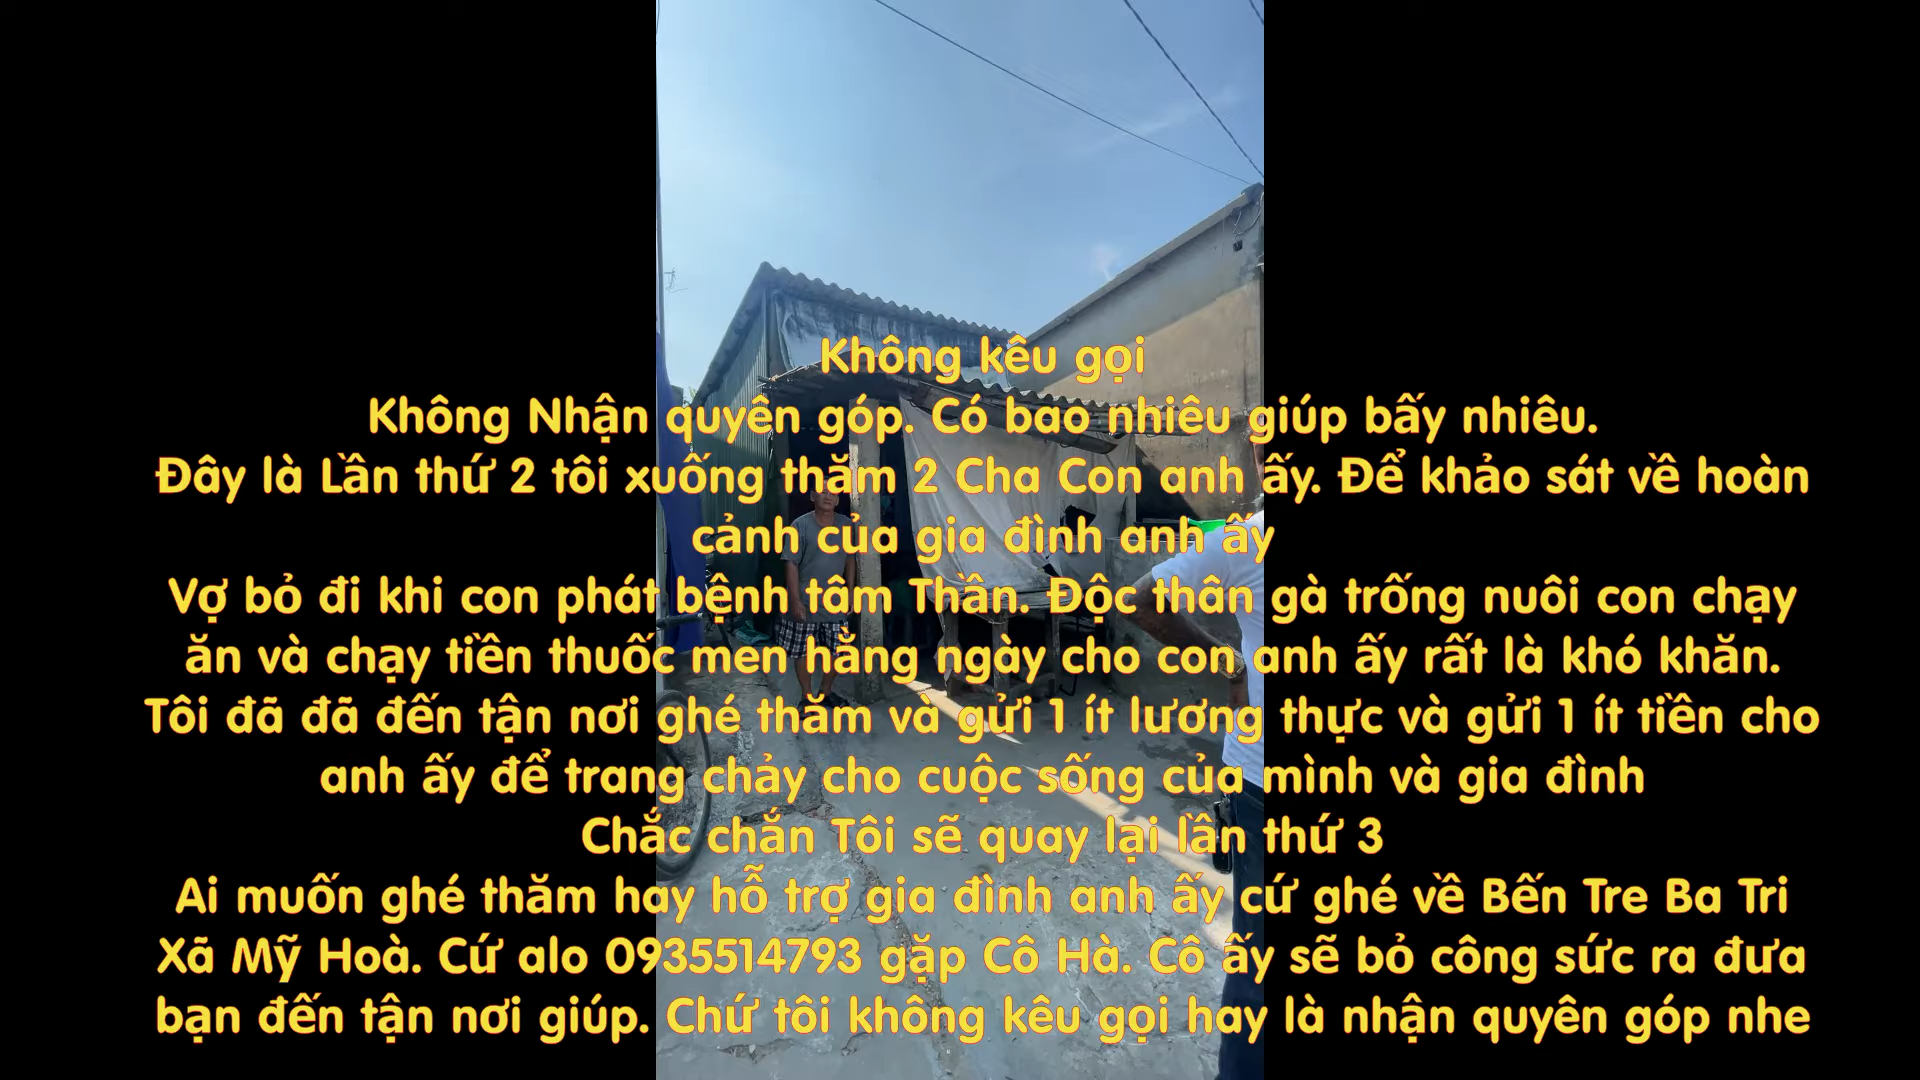 Không kêu gọi
Không Nhận quyên góp. Có bao nhiêu giúp bấy nhiêu.
Đây là Lần thứ 2 tôi xuống thăm 2 Cha Con anh ấy. Để khảo sát về hoàn
cảnh của gia đình anh ấy
Vợ bỏ đi khi con phát bệnh tâm Thần. Độc thân gà trống nuôi con chạy
ăn và chạy tiền thuốc men hằng ngày cho con anh ấy rất là khó khăn.
Tôi đã đã đến tận nơi ghé thăm và gửi 1 ít lương thực và gửi 1 ít tiền cho
anh ấy để trang chảy cho cuộc sống của mình và gia đình
Chắc chắn Tôi sẽ quay lại lần thứ 3
Ai muốn ghé thăm hay hỗ trợ gia đình anh ấy cứ ghé về Bến Tre Ba Tri
Xã Mỹ Hoà. Cứ alo 0935514793 gặp Cô Hà. Cô ấy sẽ bỏ công sức ra đưa
bạn đến tận nơi giúp. Chứ tôi không kêu gọi hay là nhận quyên góp nhe